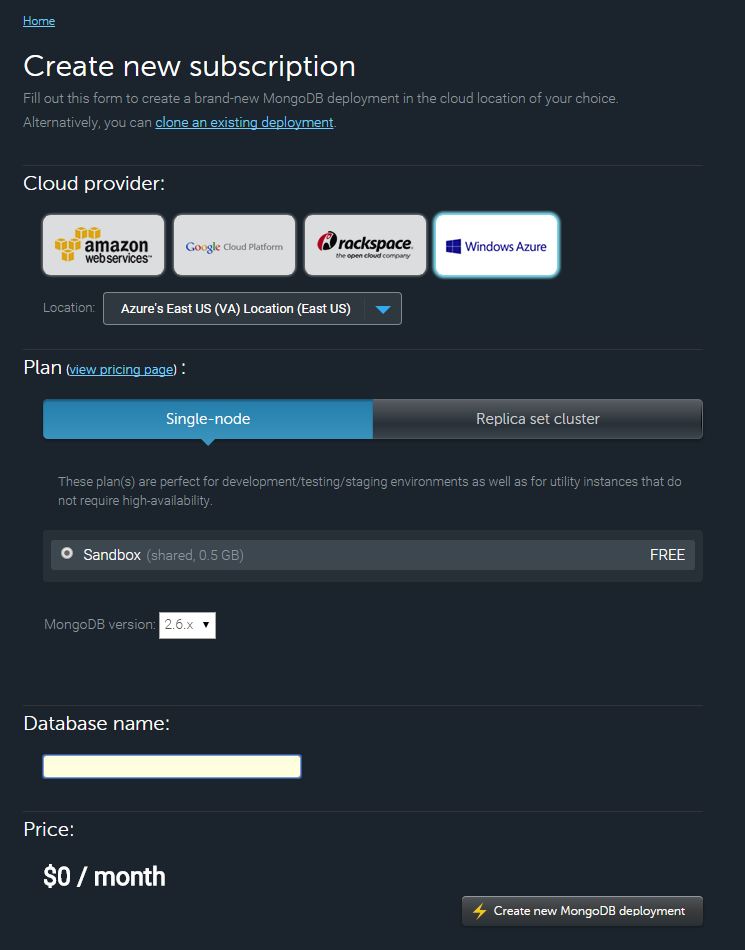 Home
Create new subscription
Fill out this form to create a brand-new MongoDB deployment in the cloud location of your choice.
Alternatively, you can clone an existing deployment.
Cloud provider:
amazon
webservices™
Google Cloud Platform
rackspace.
the open cloud company
Windows Azure
Location: Azure's East US (VA) Location (East US)
Plan (view pricing page) :
Single-node
Replica set cluster
These plan(s) are perfect for development/testing/staging environments as well as for utility instances that do
not require high-availability.
Sandbox (shared, 0.5 GB) FREE
MongoDB version: 2.6.x
Database name:
Price:
$0 / month
Create new MongoDB deployment